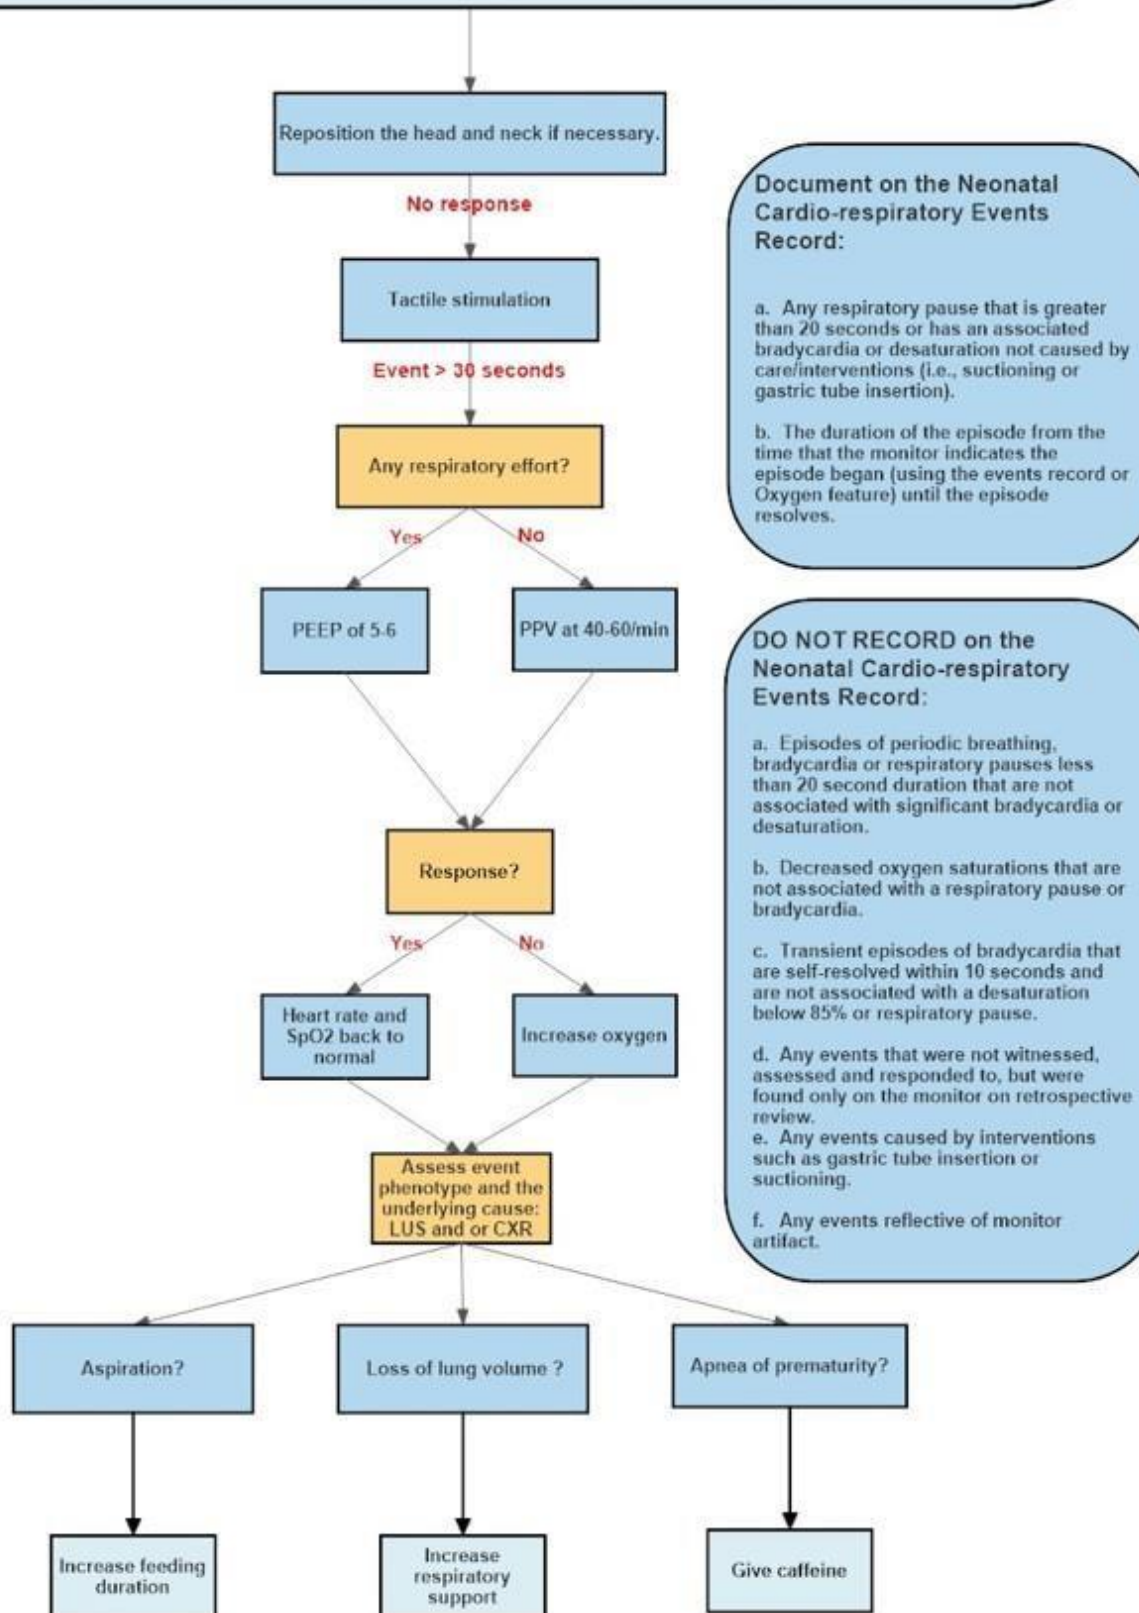 Reposition the head and neck if necessary.
No response
Tactile stimulation
Event > 30 seconds
Any respiratory effort?
Yes
No
PEEP of 5-6
PPV at 40-60/min
Response?
Yes
No
Heart rate and
SpO2 back to
normal
Increase oxygen
Assess event
phenotype and the
underlying cause:
LUS and or CXR
Aspiration?
Loss of lung volume ?
Apnea of prematurity?
Increase feeding
duration
Increase
respiratory
support
Give caffeine
Document on the Neonatal
Cardio-respiratory Events
Record:
a. Any respiratory pause that is greater
than 20 seconds or has an associated
bradycardia or desaturation not caused by
care/interventions (i.e., suctioning or
gastric tube insertion).
b. The duration of the episode from the
time that the monitor indicates the
episode began (using the events record or
Oxygen feature) until the episode
resolves.
DO NOT RECORD on the
Neonatal Cardio-respiratory
Events Record:
a. Episodes of periodic breathing,
bradycardia or respiratory pauses less
than 20 second duration that are not
associated with significant bradycardia or
desaturation.
b. Decreased oxygen saturations that are
not associated with a respiratory pause or
bradycardia.
c. Transient episodes of bradycardia that
are self-resolved within 10 seconds and
are not associated with a desaturation
below 85% or respiratory pause.
d. Any events that were not witnessed,
assessed and responded to, but were
found only on the monitor on retrospective
review.
e. Any events caused by interventions
such as gastric tube insertion or
suctioning.
f. Any events reflective of monitor
artifact.